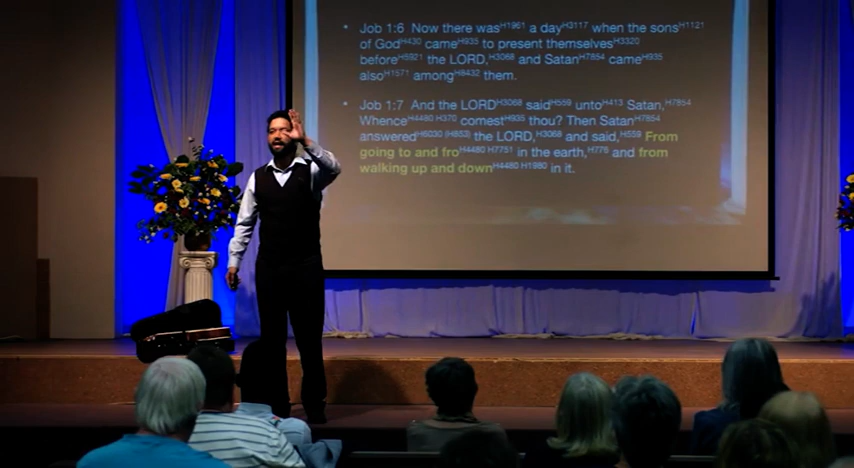 • Job 1:6 Now there was^H1961 a day^H3117 when the sons^H1121
of God^H430 came^H935 to present themselves^H3320
before^H5921 the LORD,^H3068 and Satan^H7854 came^H935
also^H1571 among^H8432 them.
• Job 1:7 And the LORD^H3068 said^H559 unto^H413 Satan,^H7854
Whence^H4480 H370 comest^H935 thou? Then Satan^H7854
answered^H6030 (H853) the LORD,^H3068 and said,^H559 From
going to and fro^H4480 H7751 in the earth,^H776 and from
walking up and down^H4480 H1980 in it.